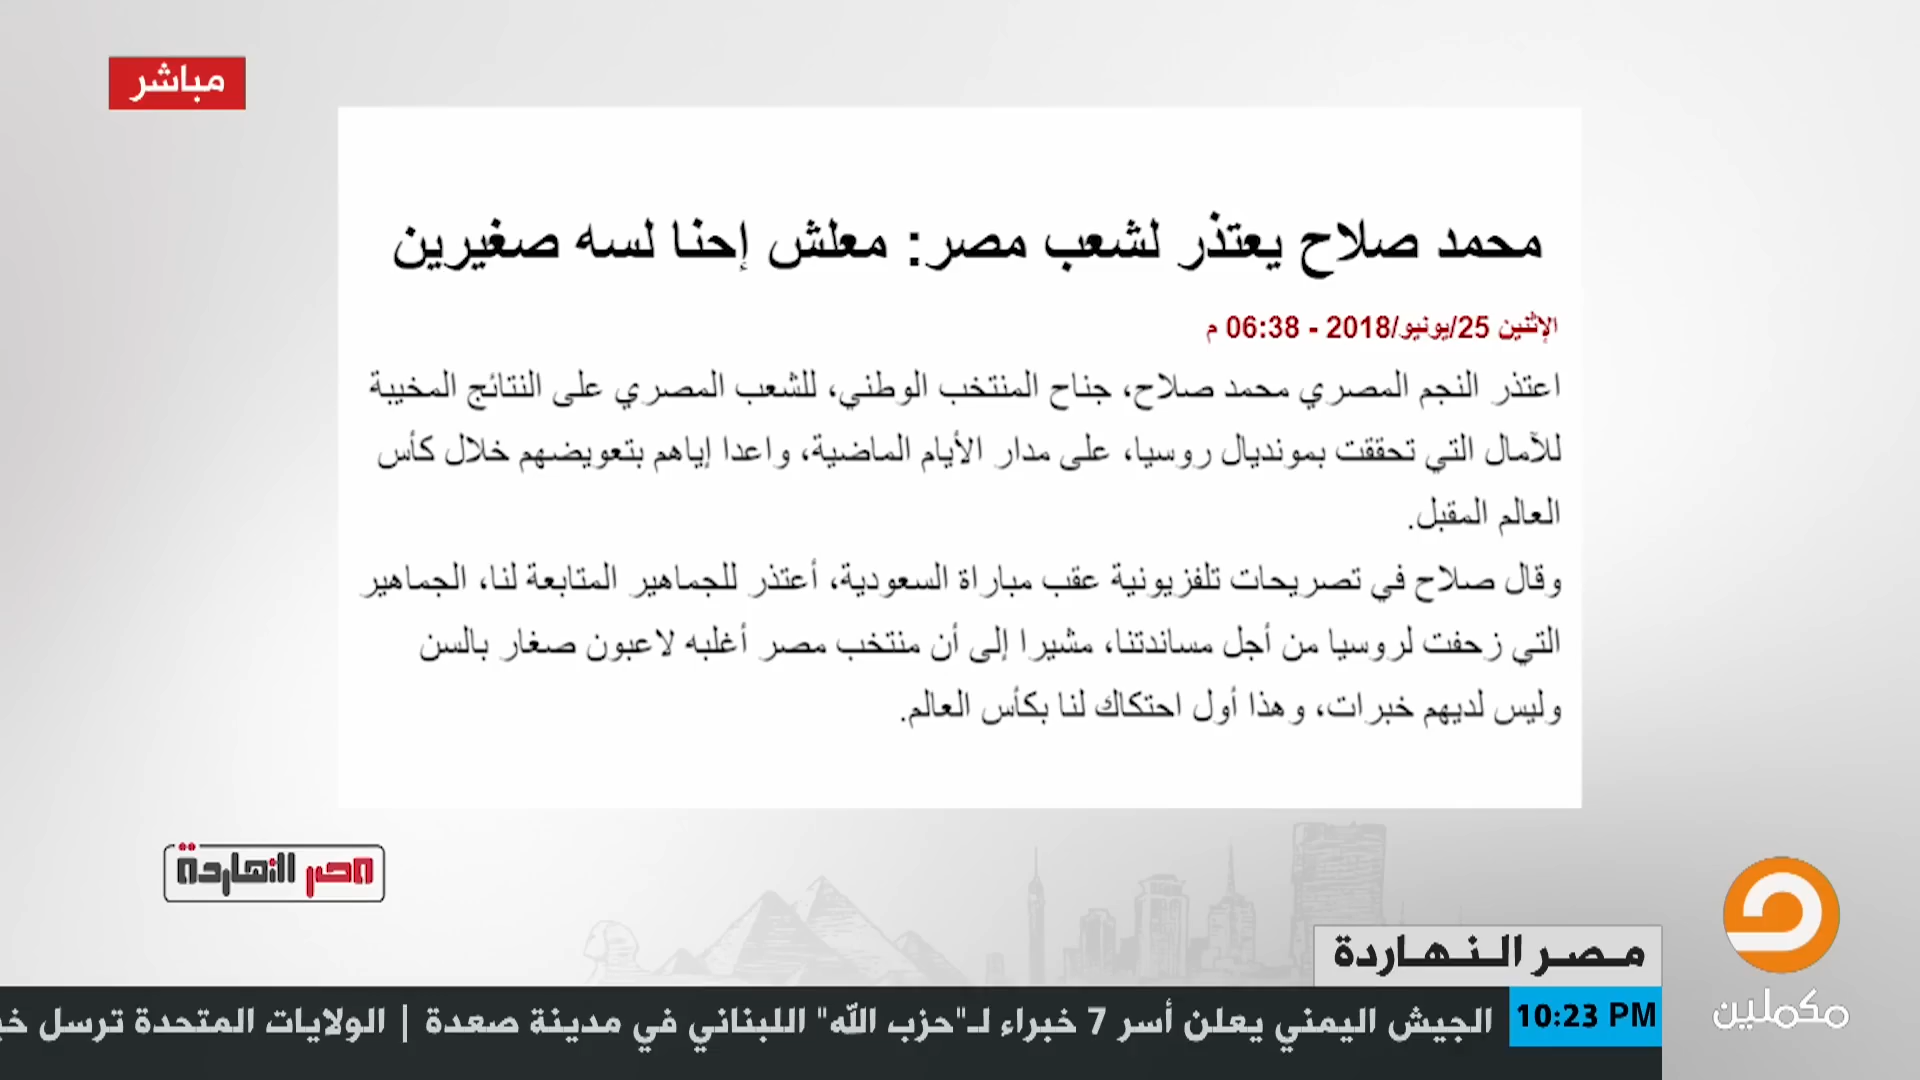 مباشر
محمد صلاح يعتذر لشعب مصر: معلش إحنا لسه صغيرين
الإثنين 25/يونيو/2018 - 06:38 م
اعتذر النجم المصري محمد صلاح، جناح المنتخب الوطني، للشعب المصري على النتائج المخيبة
للآمال التي تحققت بمونديال روسيا، على مدار الأيام الماضية، واعدا إياهم بتعويضهم خلال كأس
العالم المقبل.
وقال صلاح في تصريحات تلفزيونية عقب مباراة السعودية، أعتذر للجماهير المتابعة لنا، الجماهير
التي زحفت لروسيا من أجل مساندتنا، مشيرا إلى أن منتخب مصر أغلبه لاعبون صغار بالسن
وليس لديهم خبرات، وهذا أول احتكاك لنا بكأس العالم.
مصر النهاردة
مصر النهاردة
مكملين
10:23 PM
الجيش اليمني يعلن أسر 7 خبراء لـ"حزب الله" اللبناني في مدينة صعدة | الولايات المتحدة ترسل